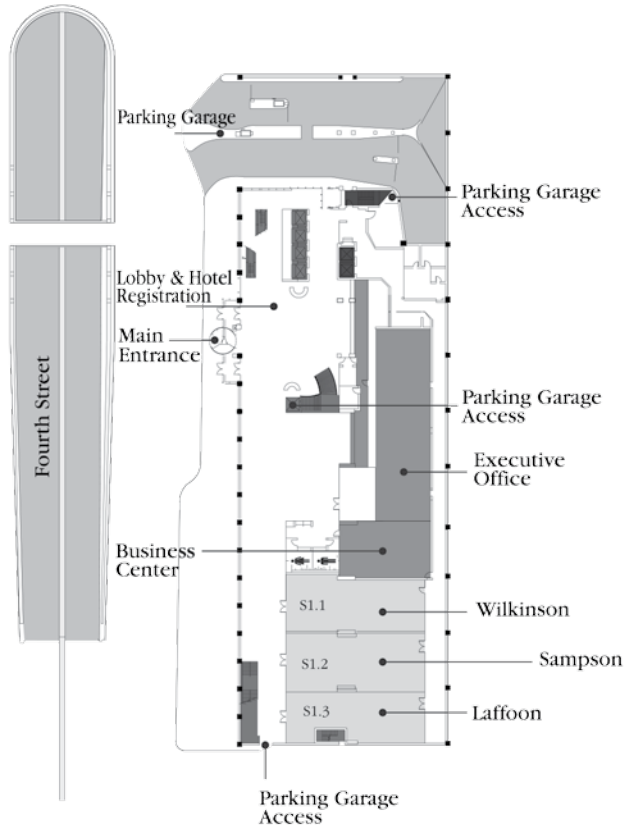 Parking Garage
Parking Garage
Access
Lobby & Hotel
Registration
Main
Entrance
Fourth Street
Parking Garage
Access
Executive
Office
Business
Center
S1.1
Wilkinson
S1.2
Sampson
S1.3
Laffoon
Parking Garage
Access